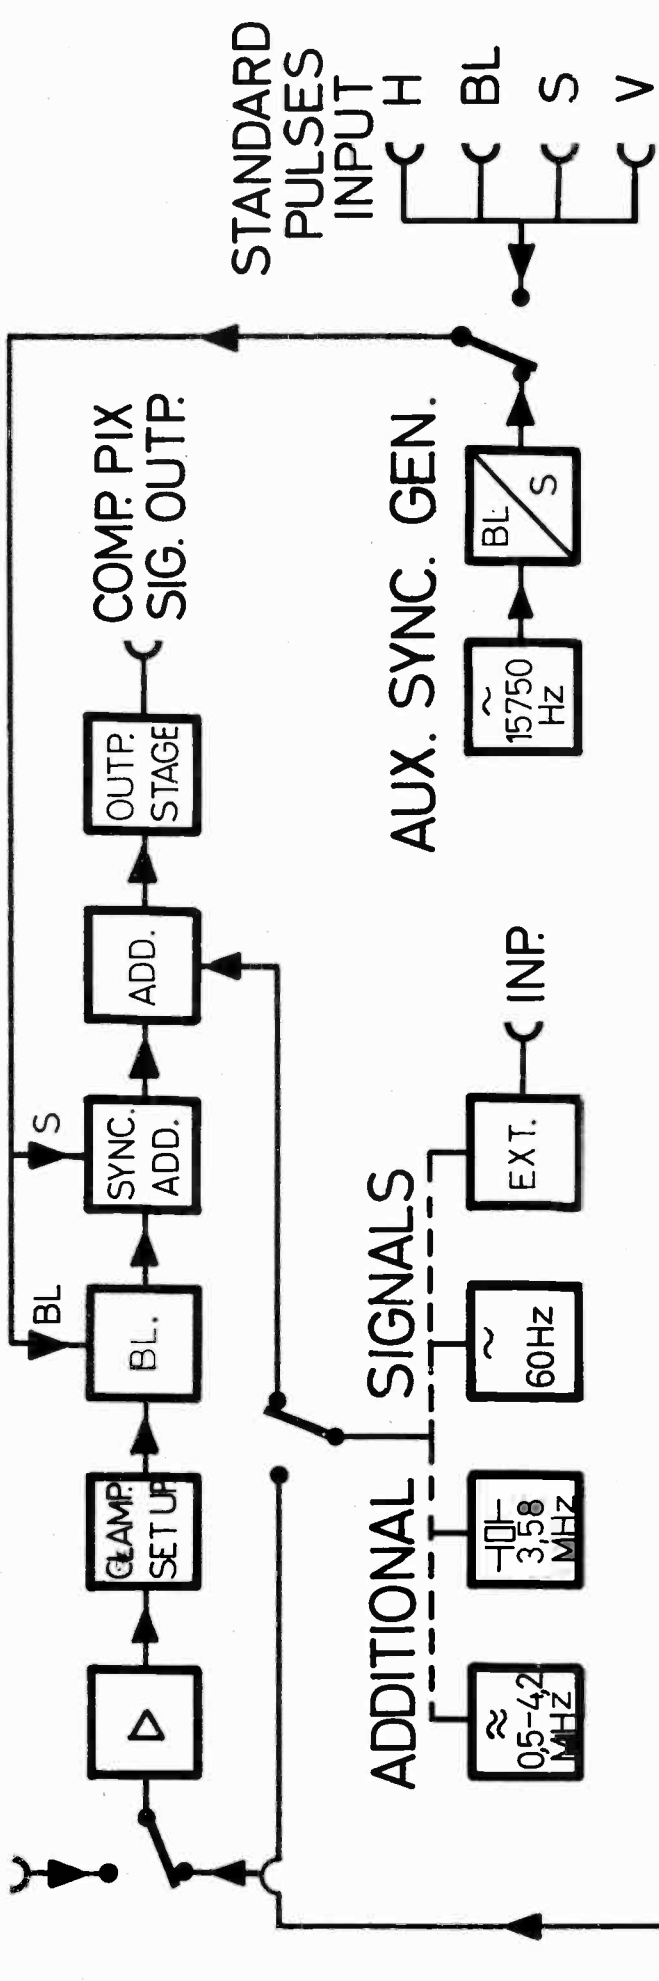 COMP. PIX
SIG. OUTP.
BL
S
CLAMP.
SET UP
BL.
SYNC.
ADD.
ADD.
OUTP.
STAGE
STANDARD
PULSES
INPUT
H
BL
S
V
ADDITIONAL SIGNALS
AUX. SYNC. GEN.
≈
0,5-4,2
MHz
3,58
MHz
~
60Hz
EXT.
INP.
~
15750
Hz
BL
S